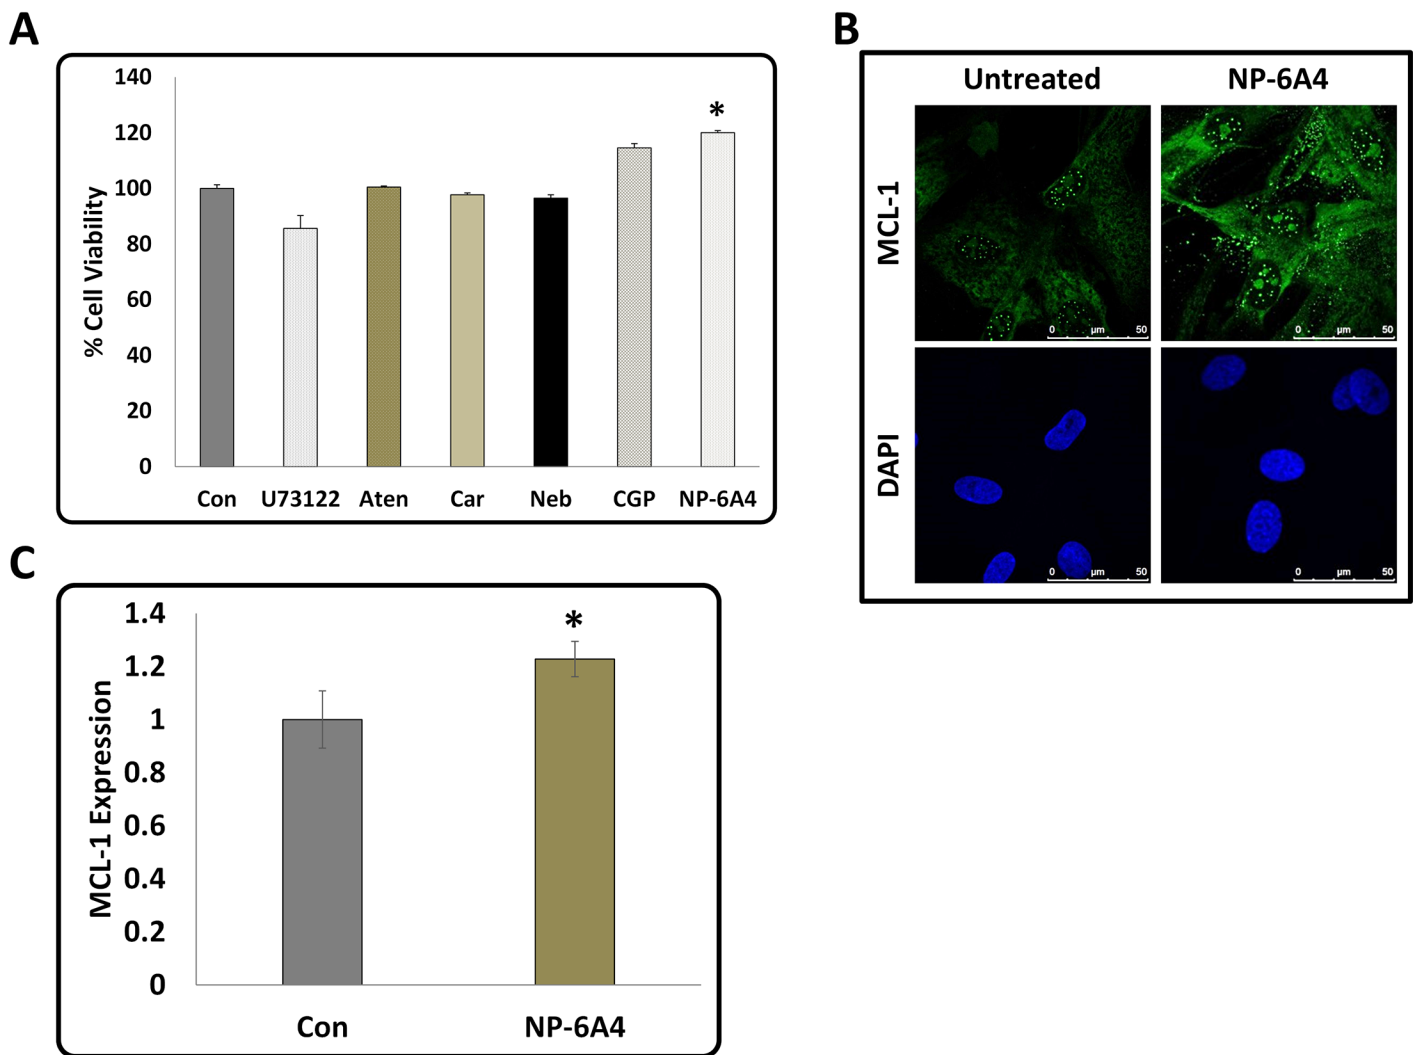 A
140
120
100
80
60
40
20
0
% Cell Viability
*
Con U73122 Aten Car Neb CGP NP-6A4
B
Untreated NP-6A4
MCL-1
0 µm 50
0 µm 50
DAPI
0 µm 50
0 µm 50
C
1.4
1.2
1
0.8
0.6
0.4
0.2
0
MCL-1 Expression
*
Con NP-6A4